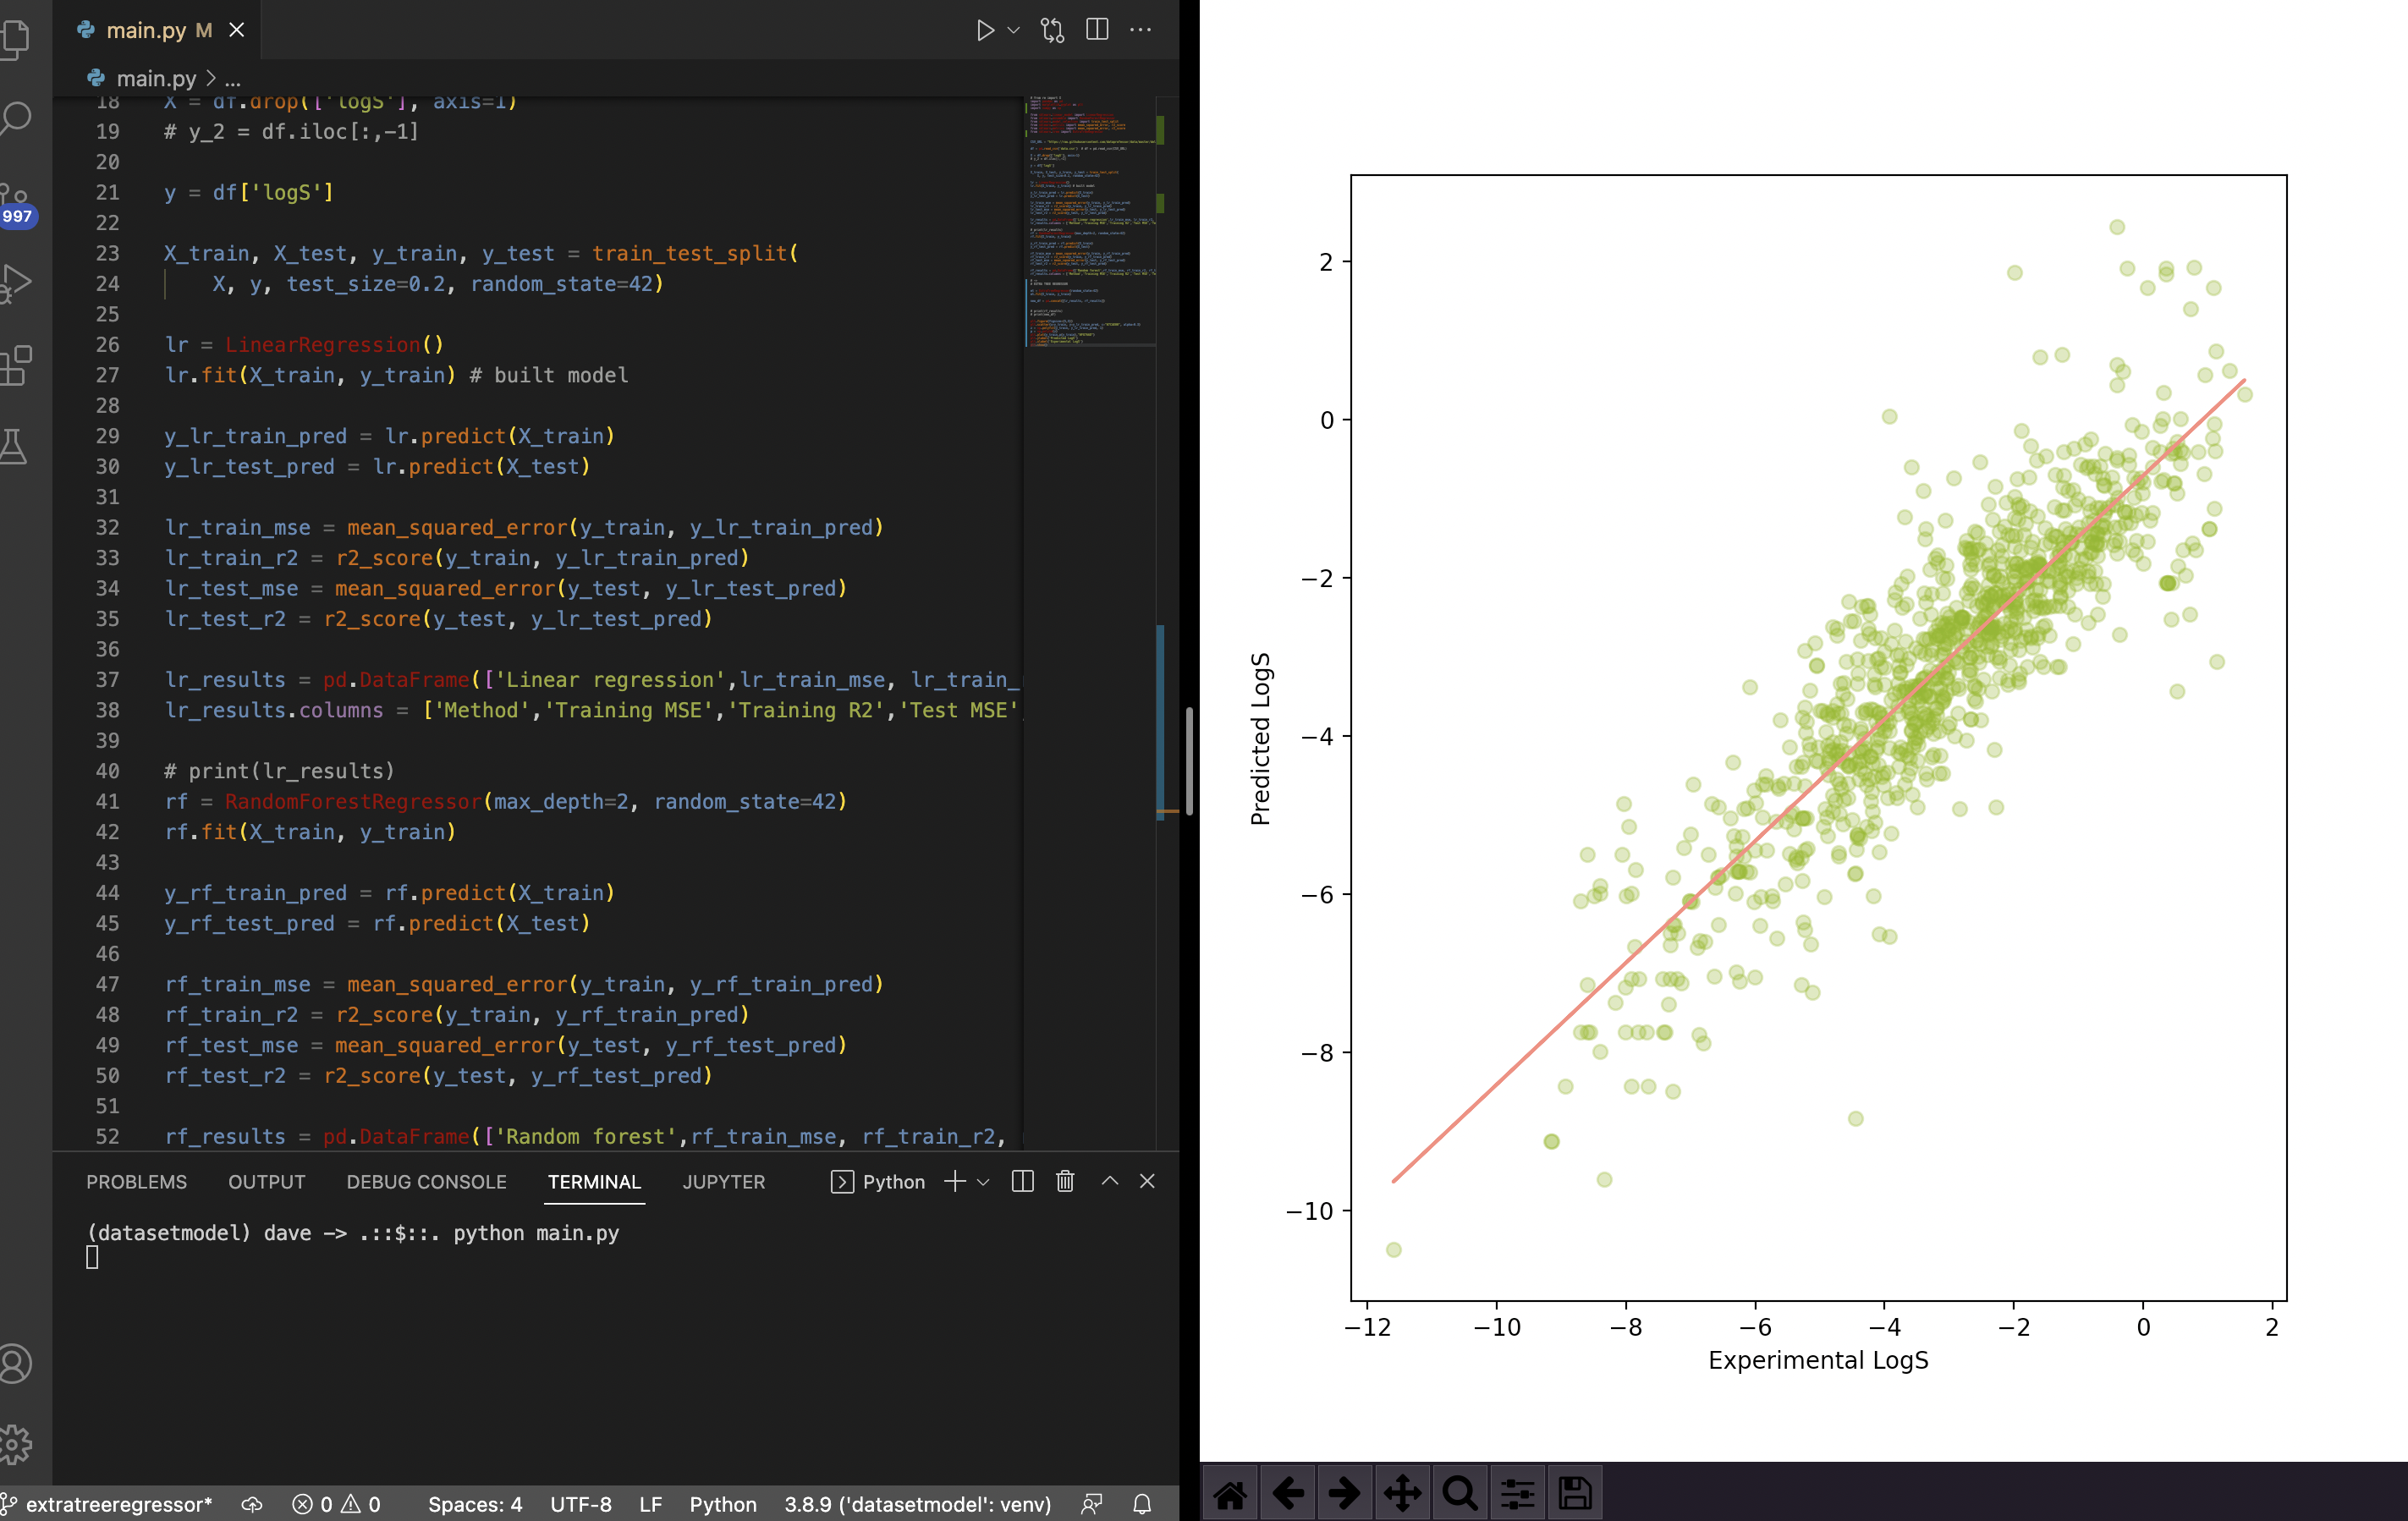 main.py M
main.py > ...
18 X = df.drop(['logS'], axis=1)
19 # y_2 = df.iloc[:,-1]
20
21 y = df['logS']
22
23 X_train, X_test, y_train, y_test = train_test_split(
24 X, y, test_size=0.2, random_state=42)
25
26 lr = LinearRegression()
27 lr.fit(X_train, y_train) # built model
28
29 y_lr_train_pred = lr.predict(X_train)
30 y_lr_test_pred = lr.predict(X_test)
31
32 lr_train_mse = mean_squared_error(y_train, y_lr_train_pred)
33 lr_train_r2 = r2_score(y_train, y_lr_train_pred)
34 lr_test_mse = mean_squared_error(y_test, y_lr_test_pred)
35 lr_test_r2 = r2_score(y_test, y_lr_test_pred)
36
37 lr_results = pd.DataFrame(['Linear regression',lr_train_mse, lr_train_
38 lr_results.columns = ['Method','Training MSE','Training R2','Test MSE'
39
40 # print(lr_results)
41 rf = RandomForestRegressor(max_depth=2, random_state=42)
42 rf.fit(X_train, y_train)
43
44 y_rf_train_pred = rf.predict(X_train)
45 y_rf_test_pred = rf.predict(X_test)
46
47 rf_train_mse = mean_squared_error(y_train, y_rf_train_pred)
48 rf_train_r2 = r2_score(y_train, y_rf_train_pred)
49 rf_test_mse = mean_squared_error(y_test, y_rf_test_pred)
50 rf_test_r2 = r2_score(y_test, y_rf_test_pred)
51
52 rf_results = pd.DataFrame(['Random forest',rf_train_mse, rf_train_r2,
997
PROBLEMS OUTPUT DEBUG CONSOLE TERMINAL JUPYTER Python
(datasetmodel) dave -> .::$::. python main.py
extratreeregressor* 0 0 Spaces: 4 UTF-8 LF Python 3.8.9 ('datasetmodel': venv)
Predicted LogS
2
0
−2
−4
−6
−8
−10
−12 −10 −8 −6 −4 −2 0 2
Experimental LogS